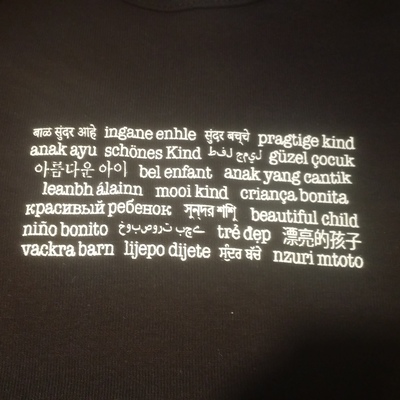 बाळ सुंदर आहे ingane enhle सुंदर बच्चे pragtige kind
anak ayu schönes Kind طفل جميل güzel çocuk
아름다운 아이 bel enfant anak yang cantik
leanbh álainn mooi kind criança bonita
красивый ребенок সুন্দর শিশু beautiful child
niño bonito خوبصورت بچے trẻ đẹp 漂亮的孩子
vackra barn lijepo dijete ਸੁੰਦਰ ਬੱਚੇ nzuri mtoto